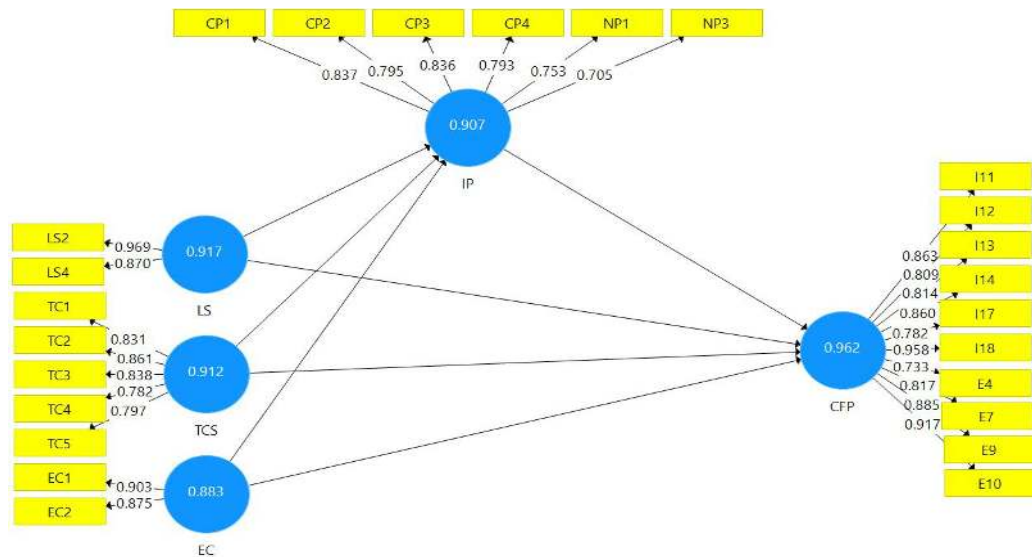 CP1 CP2 CP3 CP4 NP1 NP3
0.837 0.795 0.836 0.793 0.753 0.705
0.907
IP
LS2
LS4
0.969
0.870
0.917
LS
TC1
TC2
TC3
TC4
TC5
0.831
0.861
0.838
0.782
0.797
0.912
TCS
EC1
EC2
0.903
0.875
0.883
EC
0.962
CFP
0.863
0.809
0.814
0.860
0.782
0.958
0.733
0.817
0.885
0.917
I11
I12
I13
I14
I17
I18
E4
E7
E9
E10